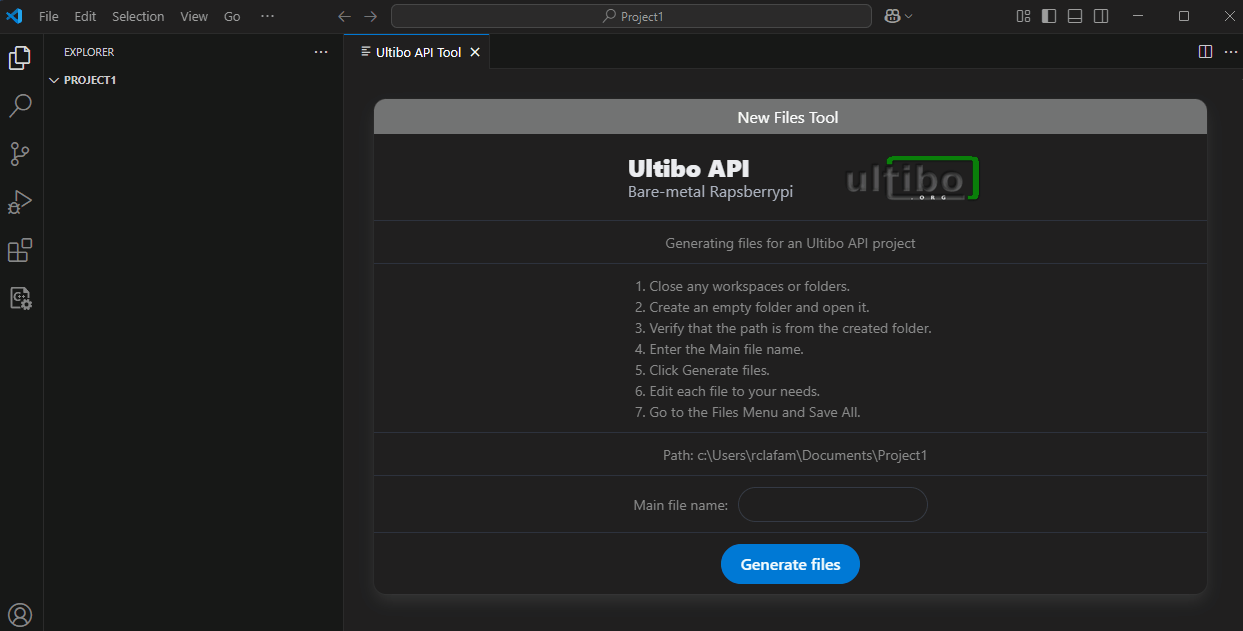 File Edit Selection View Go ···
Project1
EXPLORER ···
PROJECT1
Ultibo API Tool
New Files Tool
Ultibo API
Bare-metal Rapsberrypi
ultibo
.ORG
Generating files for an Ultibo API project
1. Close any workspaces or folders.
2. Create an empty folder and open it.
3. Verify that the path is from the created folder.
4. Enter the Main file name.
5. Click Generate files.
6. Edit each file to your needs.
7. Go to the Files Menu and Save All.
Path: c:\Users\rclafam\Documents\Project1
Main file name:
Generate files